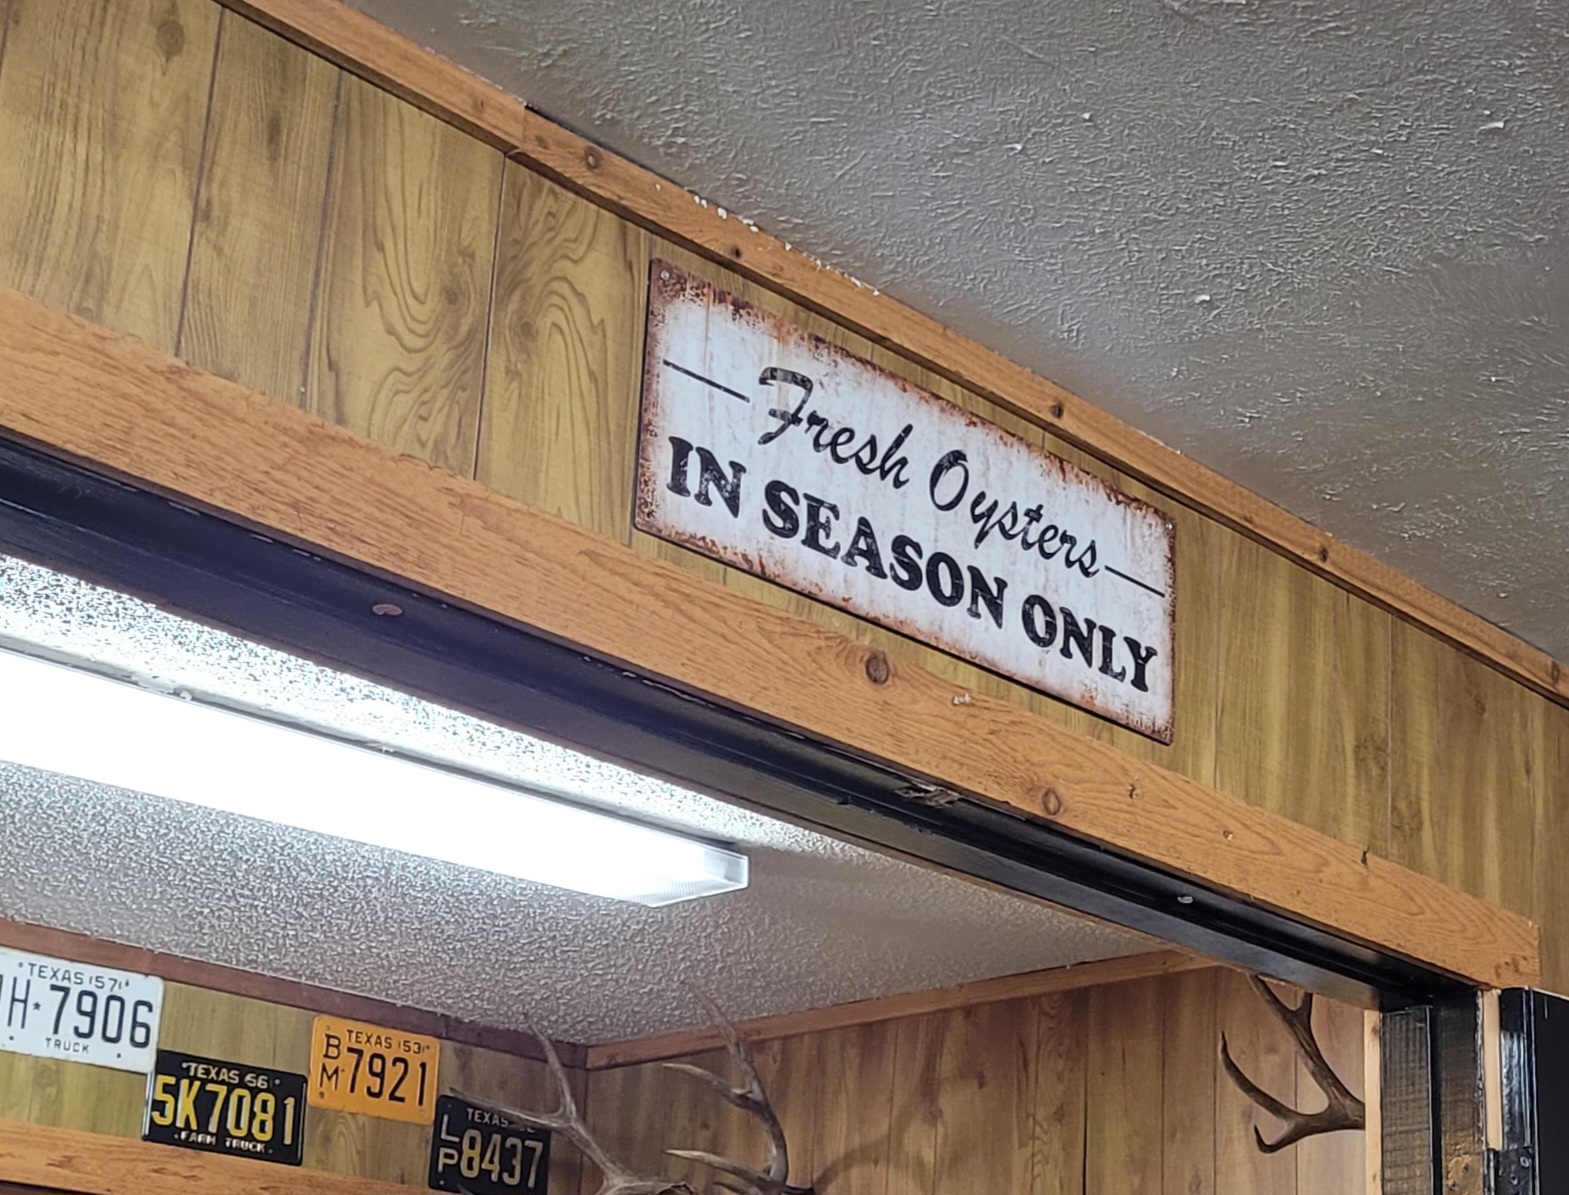 Fresh Oysters
IN SEASON ONLY
TEXAS 57
H★7906
TRUCK
TEXAS 66
5K7081
FARM TRUCK
TEXAS 53
BM 7921
TEXAS
LP 8437